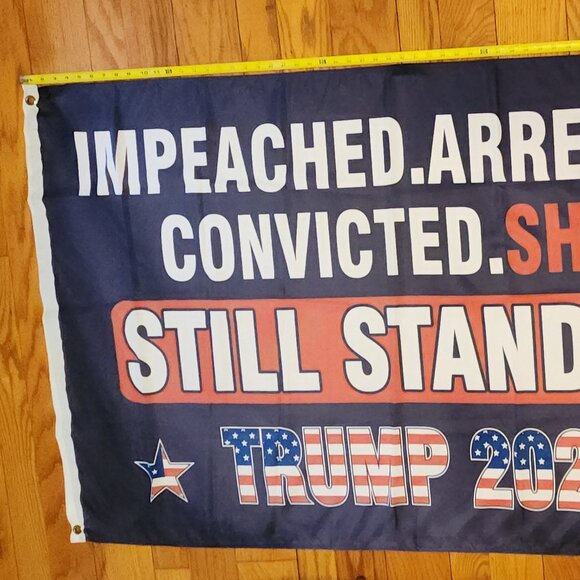 IMPEACHED.ARRE
CONVICTED.SH
STILL STAND
TRUMP 202